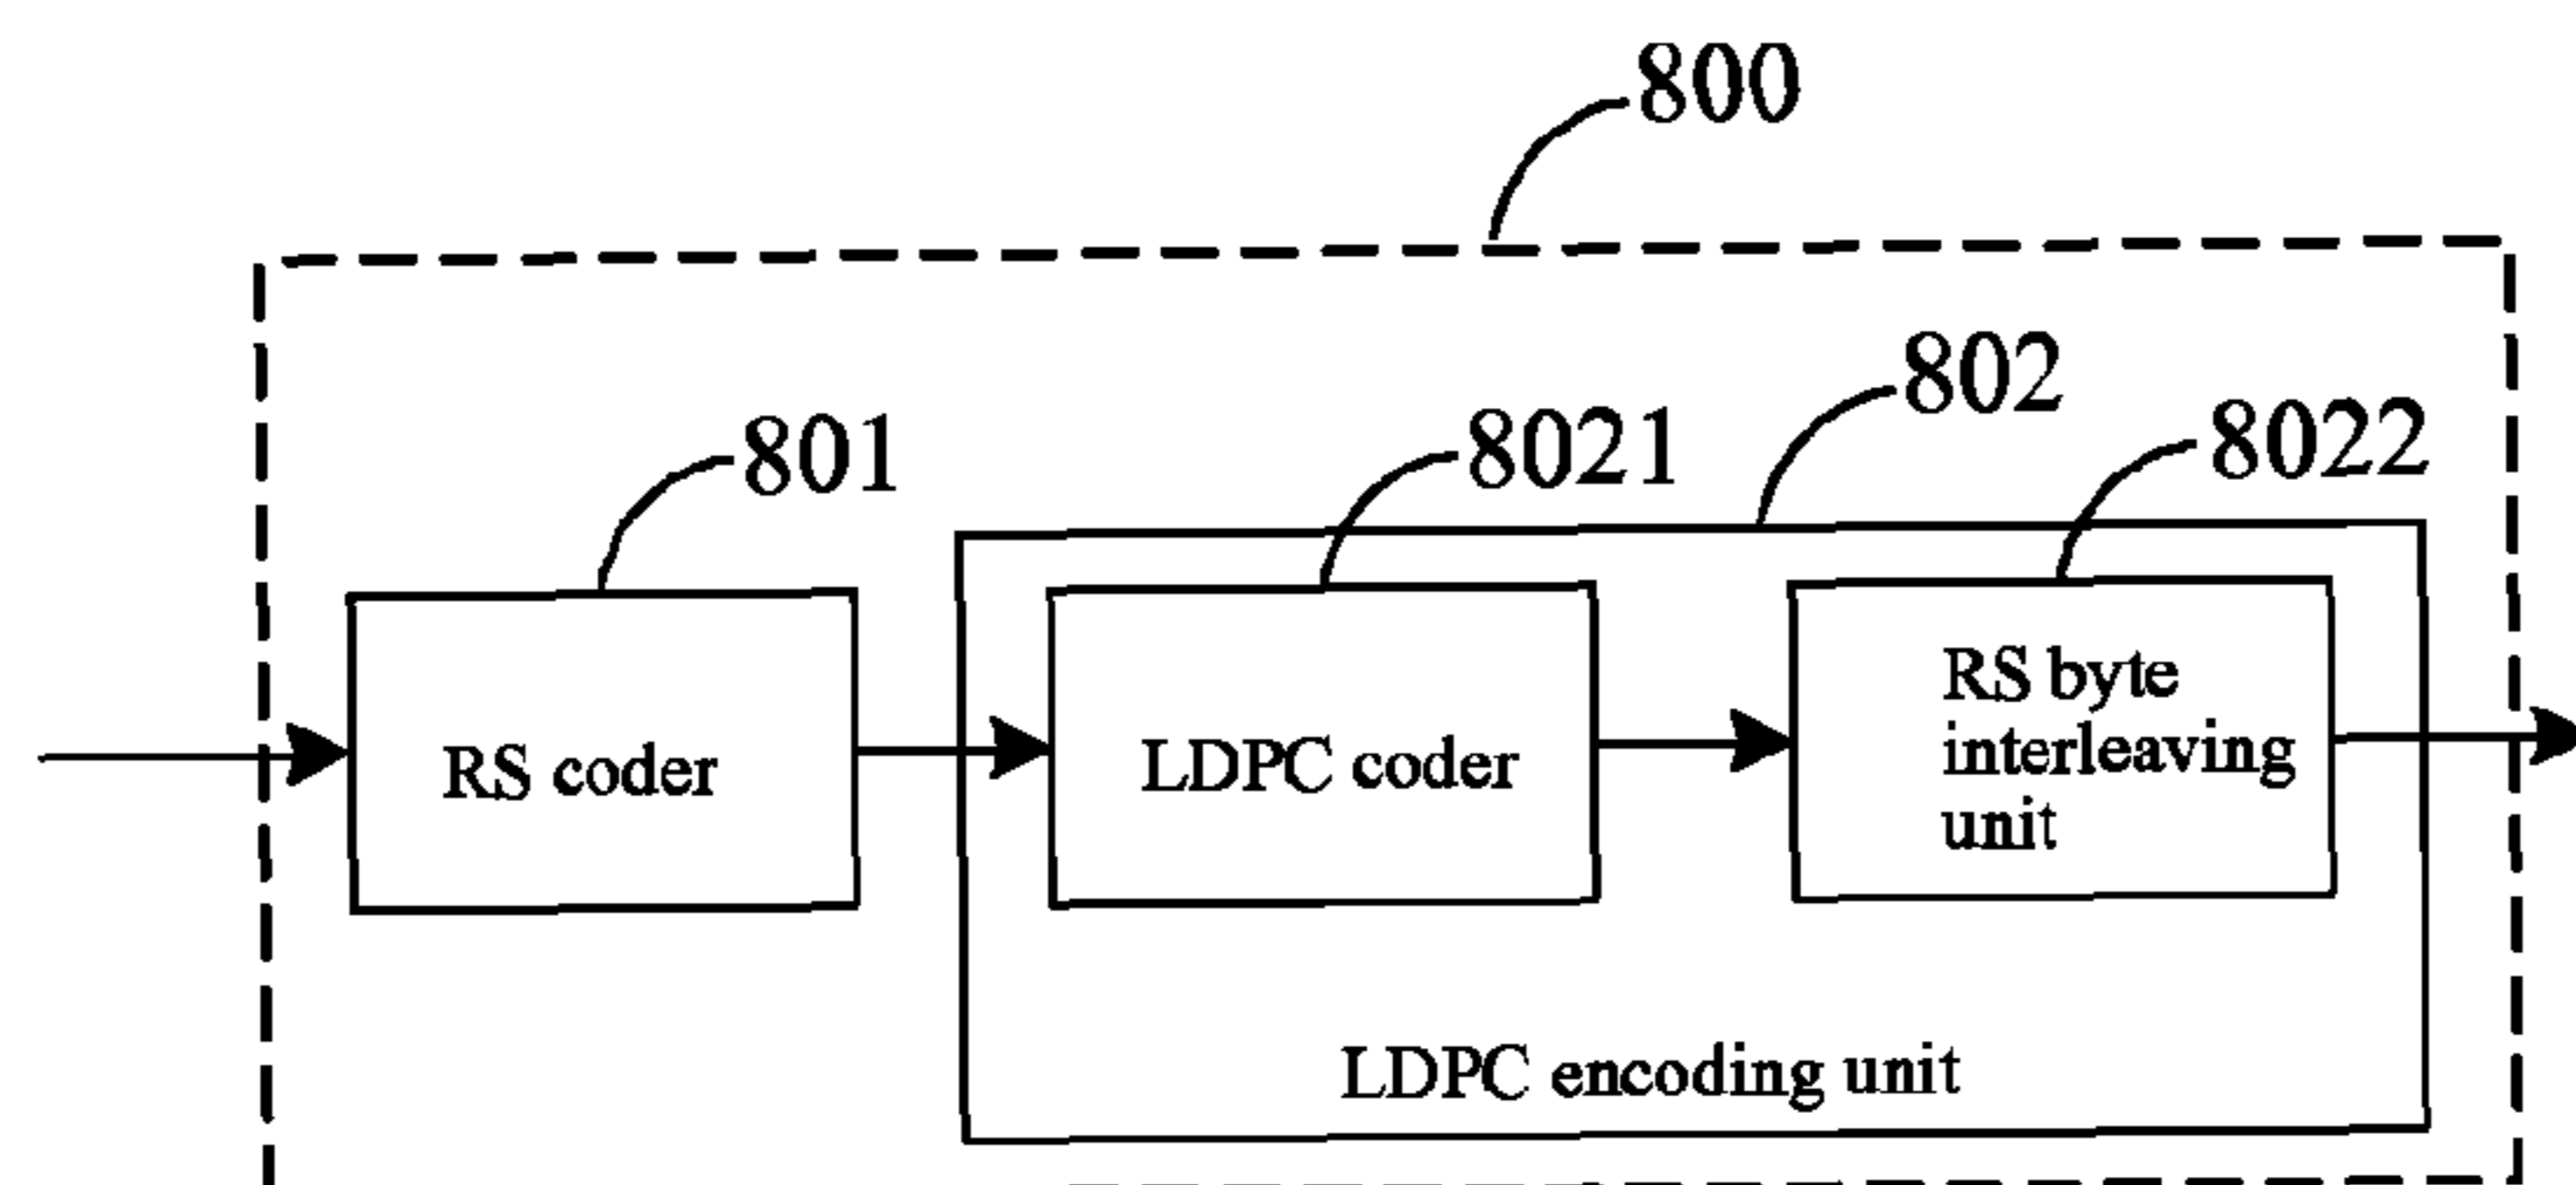 800
802
801
8021
8022
RS coder
LDPC coder
RS byte
interleaving
unit
LDPC encoding unit